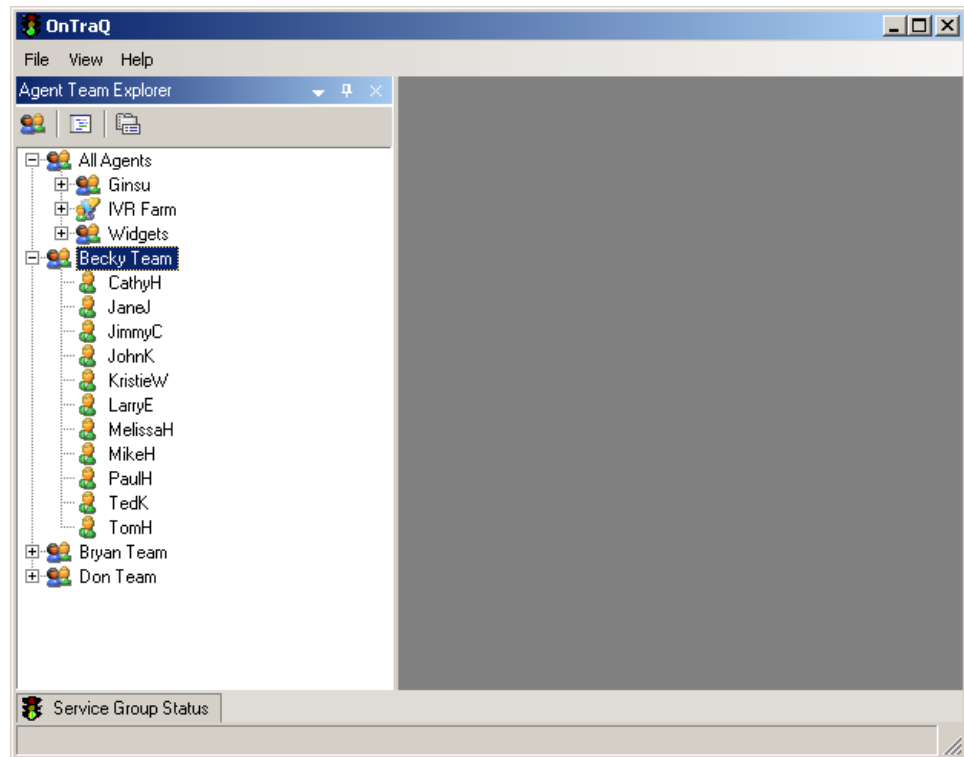 OnTraQ
File View Help
Agent Team Explorer
All Agents
Ginsu
IVR Farm
Widgets
Becky Team
CathyH
JaneJ
JimmyC
JohnK
KristieW
LarryE
MelissaH
MikeH
PaulH
TedK
TomH
Bryan Team
Don Team
Service Group Status